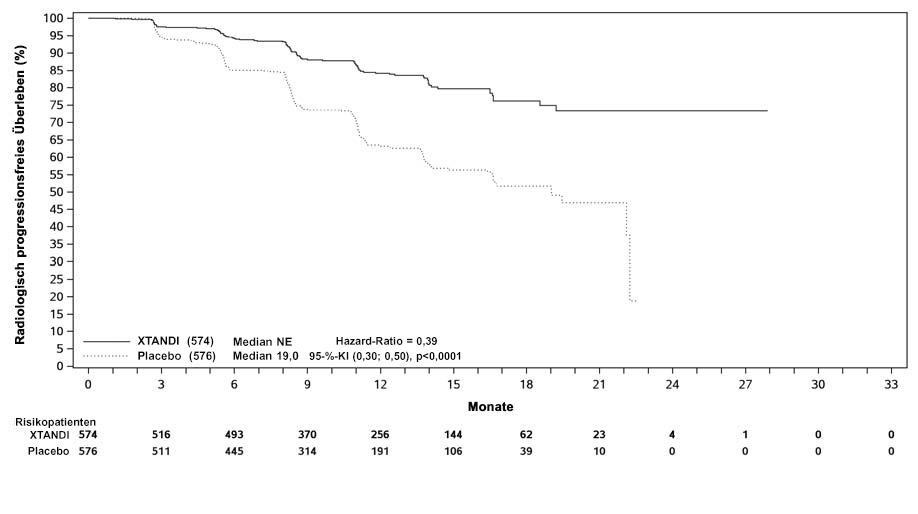 Radiologisch progressionsfreies Überleben (%)
100
95
90
85
80
75
70
65
60
55
50
45
40
35
30
25
20
15
10
5
0
XTANDI (574) Median NE Hazard-Ratio = 0,39
Placebo (576) Median 19,0 95-%-KI (0,30; 0,50), p<0,0001
0 3 6 9 12 15 18 21 24 27 30 33
Monate
Risikopatienten
XTANDI 574 516 493 370 256 144 62 23 4 1 0 0
Placebo 576 511 445 314 191 106 39 10 0 0 0 0